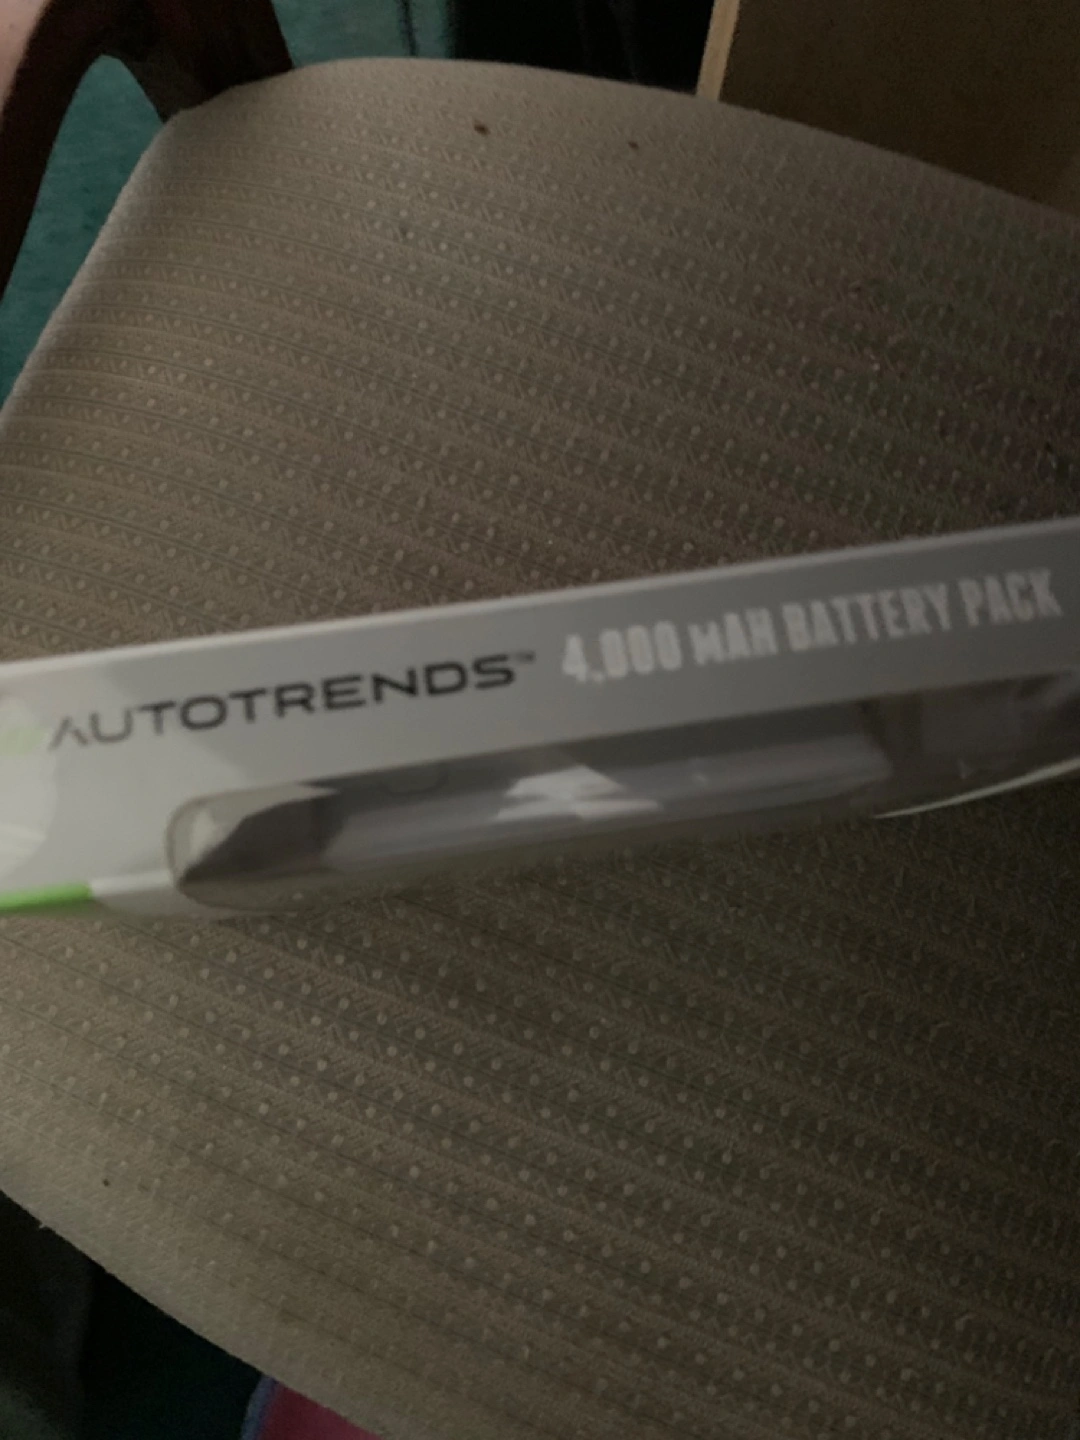 AUTOTRENDS™ 4,000 MAH BATTERY PACK